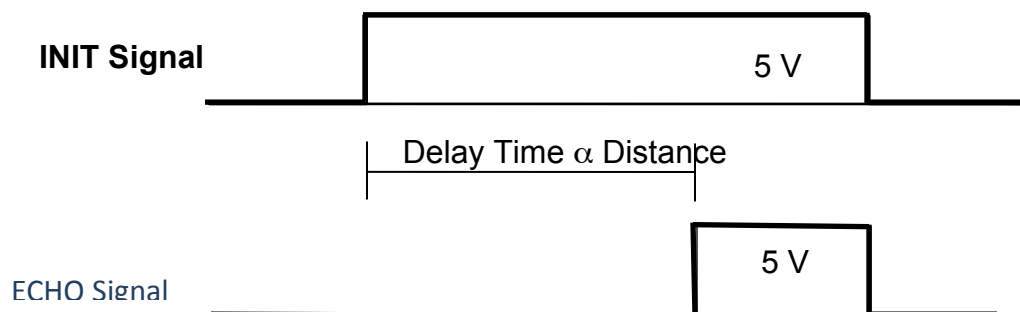 INIT Signal
5 V
Delay Time α Distance
5 V
ECHO Signal